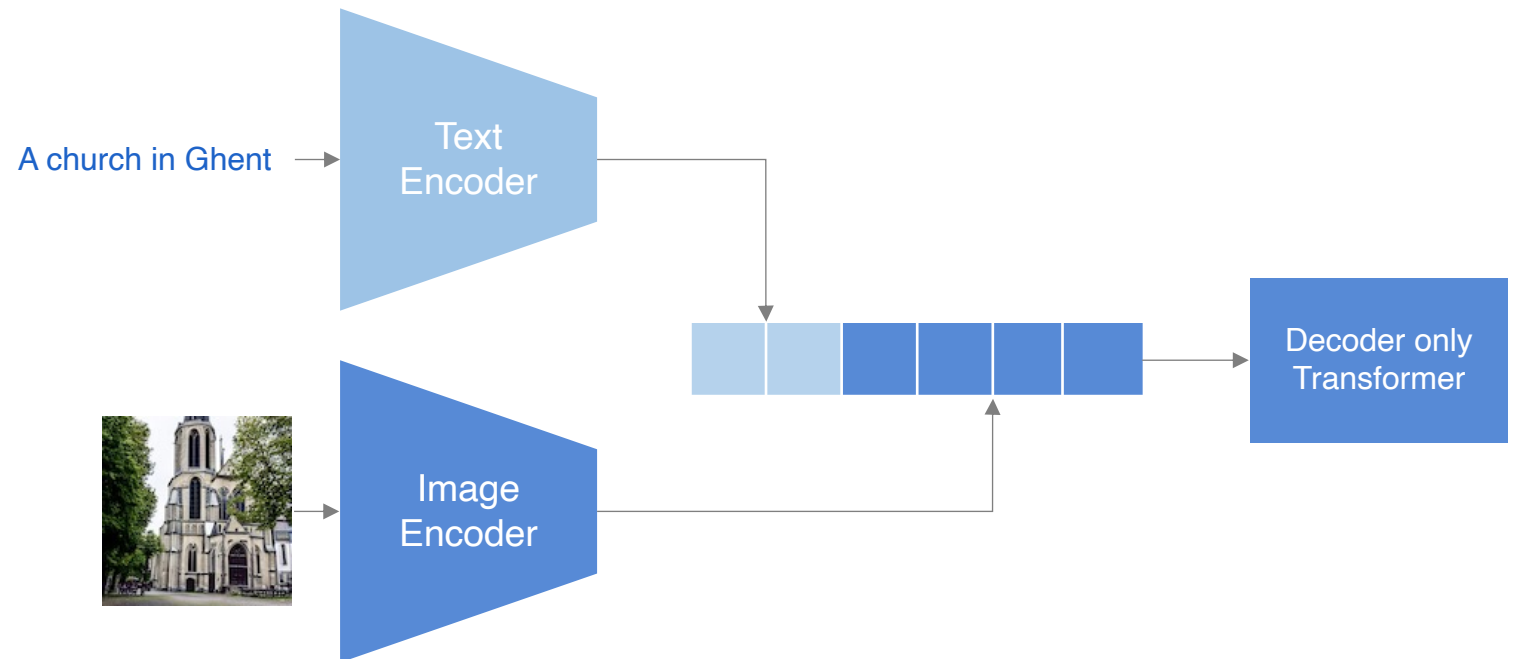 A church in Ghent
Text
Encoder
Image
Encoder
Decoder only
Transformer